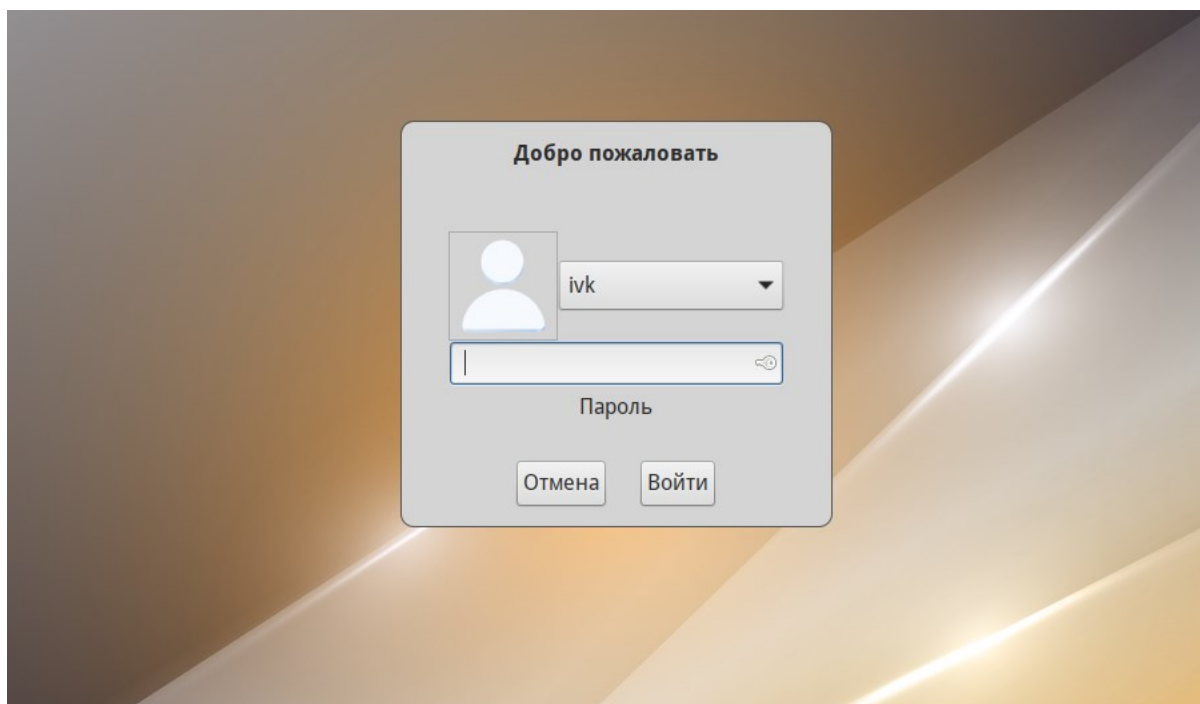 Добро пожаловать
ivk
Пароль
Отмена
Войти